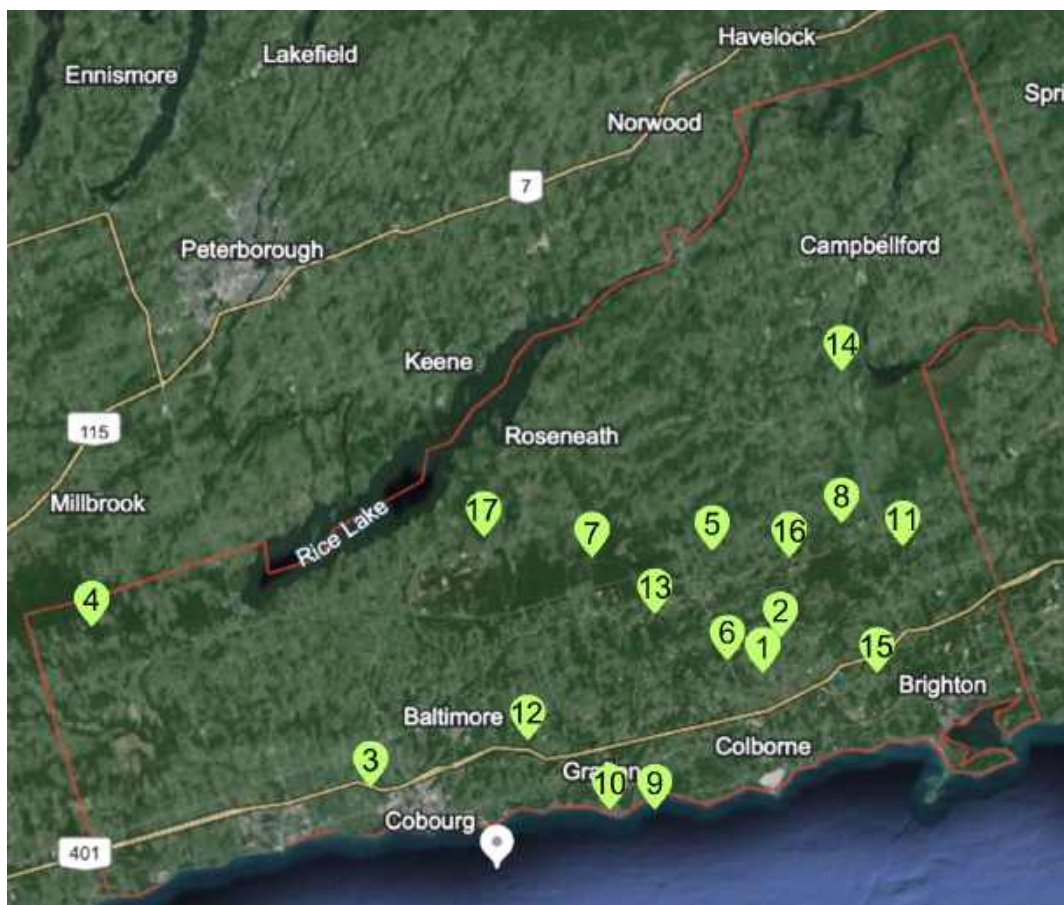 Havelock
Lakefield
Ennismore
Spri
Norwood
7
Peterborough
Campbellford
14
Keene
115
Roseneath
Millbrook
8
17
11
5
7
16
Rice Lake
13
4
2
6
1
15
Brighton
12
Baltimore
Colborne
3
Grafton
10
9
Cobourg
401